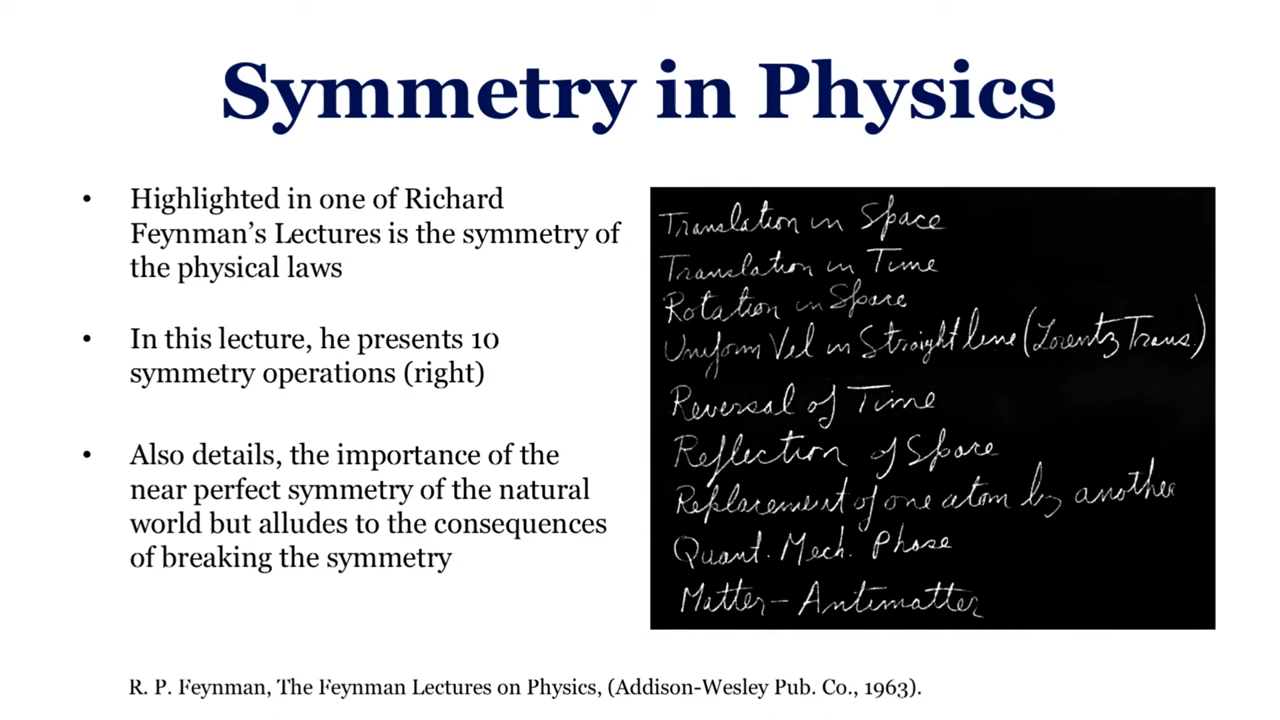 Symmetry in Physics
• Highlighted in one of Richard
Feynman's Lectures is the symmetry of
the physical laws
• In this lecture, he presents 10
symmetry operations (right)
• Also details, the importance of the
near perfect symmetry of the natural
world but alludes to the consequences
of breaking the symmetry
Translation in Space
Translation in Time
Rotation in Space
Uniform Vel in Straight line (Lorentz Trans.)
Reversal of Time
Reflection of Space
Replacement of one atom by another
Quant. Mech. Phase
Matter - Antimatter
R. P. Feynman, The Feynman Lectures on Physics, (Addison-Wesley Pub. Co., 1963).